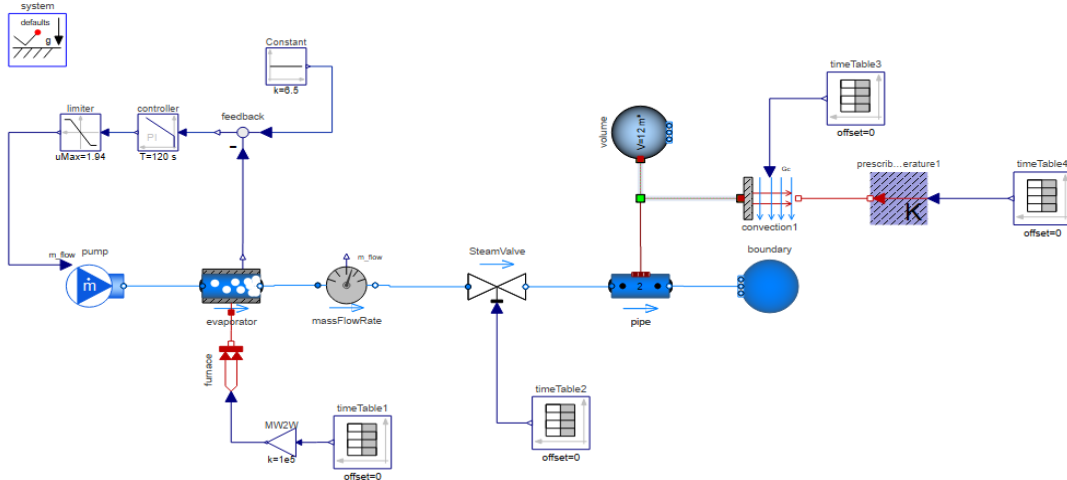 system
defaults
g
Constant
k=6.5
limiter
uMax=1.94
controller
PI
T=120 s
feedback
timeTable3
offset=0
volume
V=12 m³
prescrib...erature1
K
timeTable4
offset=0
Gc
convection1
m_flow
pump
ṁ
evaporator
m_flow
massFlowRate
SteamValve
2
pipe
boundary
furnace
MW2W
k=1e5
timeTable1
offset=0
timeTable2
offset=0